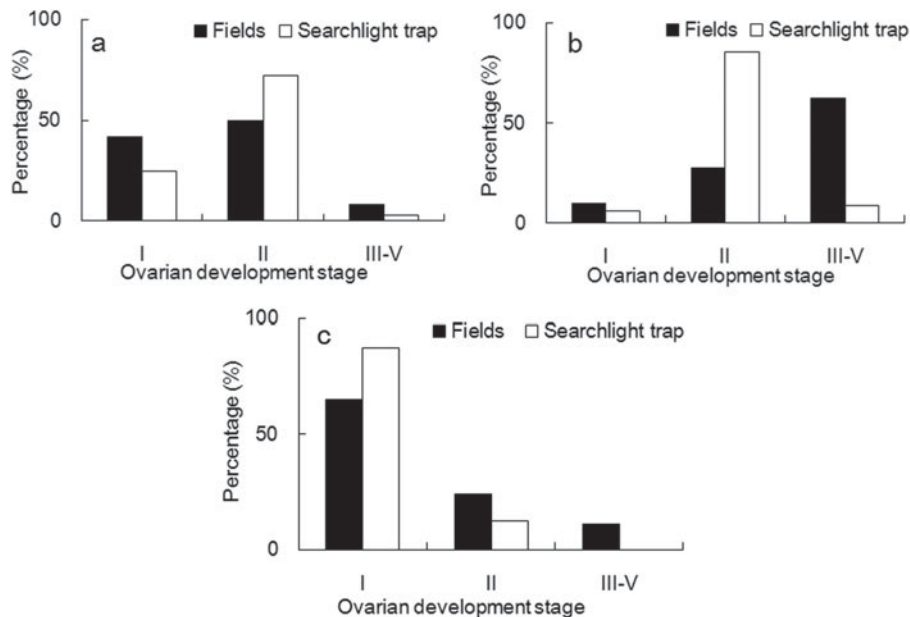 a
Fields Searchlight trap
Percentage (%)
100
50
0
I II III-V
Ovarian development stage
b
Fields Searchlight trap
Percentage (%)
100
50
0
I II III-V
Ovarian development stage
c
Fields Searchlight trap
Percentage (%)
100
50
0
I II III-V
Ovarian development stage